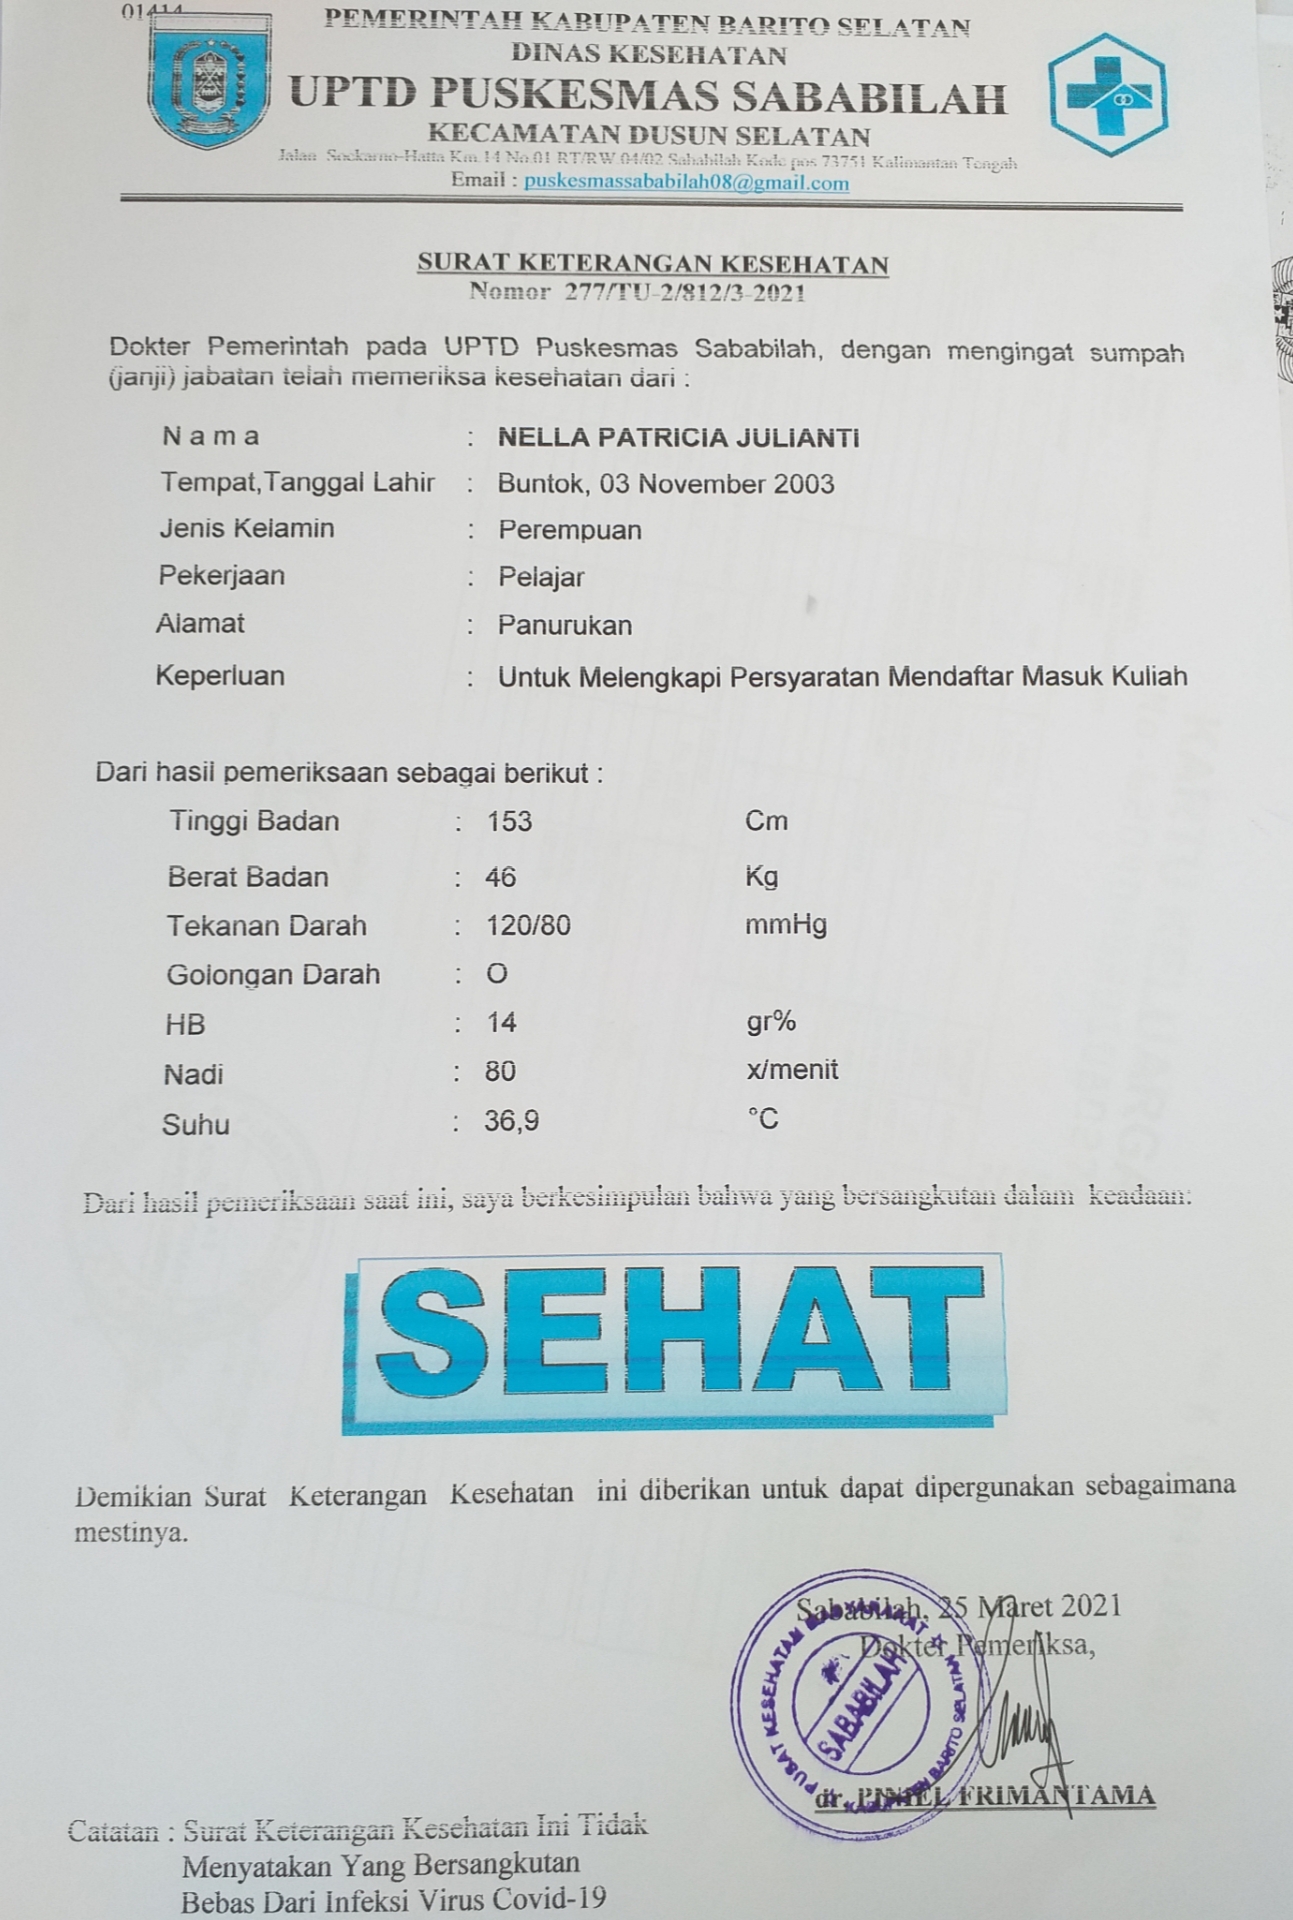 01414
PEMERINTAH KABUPATEN BARITO SELATAN
DINAS KESEHATAN
UPTD PUSKESMAS SABABILAH
KECAMATAN DUSUN SELATAN
Jalan Soekarno-Hatta Km.14 No.01 RT/RW 04/02 Sababilah Kode pos 73751 Kalimantan Tengah
Email : puskesmassababilah08@gmail.com
SURAT KETERANGAN KESEHATAN
Nomor 277/TU-2/812/3-2021
Dokter Pemerintah pada UPTD Puskesmas Sababilah, dengan mengingat sumpah
(janji) jabatan telah memeriksa kesehatan dari :
N a m a : NELLA PATRICIA JULIANTI
Tempat,Tanggal Lahir : Buntok, 03 November 2003
Jenis Kelamin : Perempuan
Pekerjaan : Pelajar
Alamat : Panurukan
Keperluan : Untuk Melengkapi Persyaratan Mendaftar Masuk Kuliah
Dari hasil pemeriksaan sebagai berikut :
Tinggi Badan : 153 Cm
Berat Badan : 46 Kg
Tekanan Darah : 120/80 mmHg
Golongan Darah : O
HB : 14 gr%
Nadi : 80 x/menit
Suhu : 36,9 °C
Dari hasil pemeriksaan saat ini, saya berkesimpulan bahwa yang bersangkutan dalam keadaan:
SEHAT
Demikian Surat Keterangan Kesehatan ini diberikan untuk dapat dipergunakan sebagaimana
mestinya.
Sababilah, 25 Maret 2021
Dokter Pemeriksa,
PUSAT KESEHATAN MASYARAKAT
SABABILAH
KABUPATEN BARITO SELATAN
dr. PINIEL FRIMANTAMA
Catatan : Surat Keterangan Kesehatan Ini Tidak
Menyatakan Yang Bersangkutan
Bebas Dari Infeksi Virus Covid-19